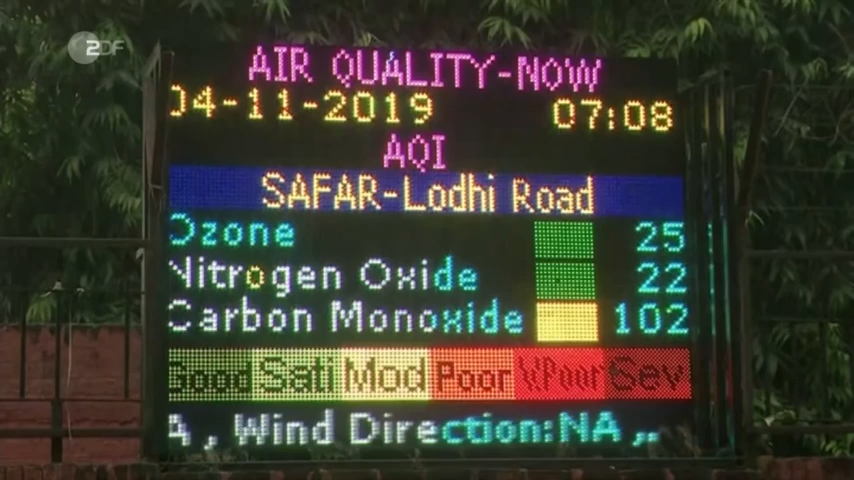 ZDF
AIR QUALITY-NOW
04-11-2019 07:08
AQI
SAFAR-Lodhi Road
Ozone 25
Nitrogen Oxide 22
Carbon Monoxide 102
Good Sati Mod Poor V.Poor Sev
A , Wind Direction:NA ,,